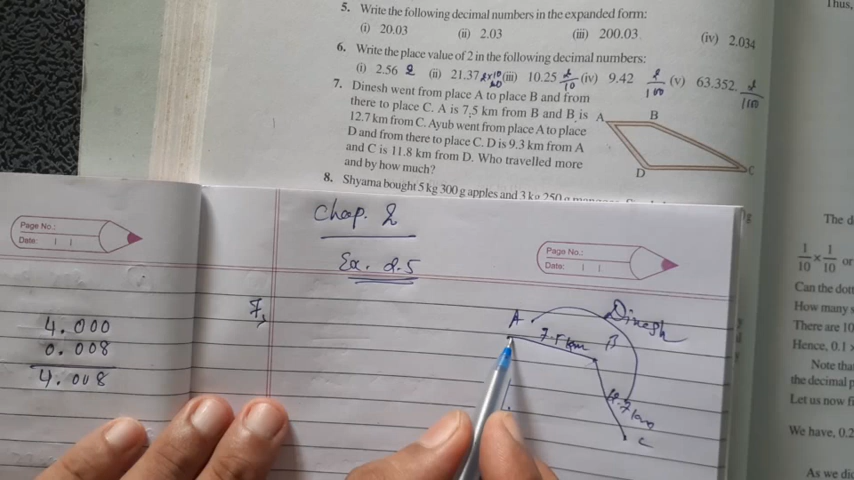 5. Write the following decimal numbers in the expanded form:
(i) 20.03 (ii) 2.03 (iii) 200.03 (iv) 2.034
6. Write the place value of 2 in the following decimal numbers:
(i) 2.56 2 (ii) 21.37 2x10 20 (iii) 10.25 2/10 (iv) 9.42 2/100 (v) 63.352. 2/
7. Dinesh went from place A to place B and from
there to place C. A is 7.5 km from B and B is
12.7 km from C. Ayub went from place A to place
D and from there to place C. D is 9.3 km from A
and C is 11.8 km from D. Who travelled more
and by how much?
A B
D C
8. Shyama bought 5 kg 300 g apples and 3 kg 250 g
Page No.:
Date:
4.000
0.008
4.008
Chap. 2
Ex. 2.5
Page No.:
Date:
7,
A Dinesh
7.5 km B
12.7 km
C
Thus,
The d
1/10 × 1/10 or
Can the dott
How many s
There are 10
Hence, 0.1 ×
Note tha
the decimal p
Let us now fi
We have, 0.2
As we di